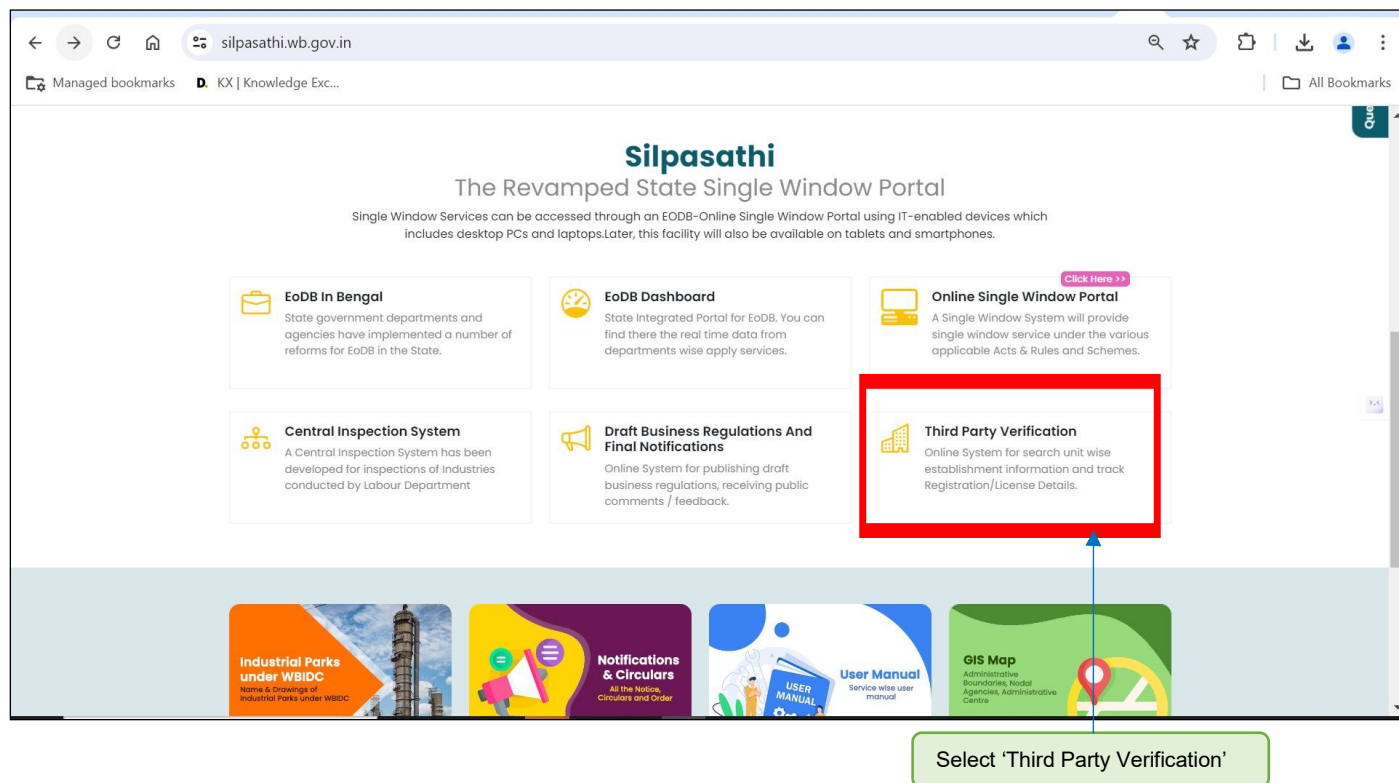 silpasathi.wb.gov.in
Managed bookmarks
D. KX | Knowledge Exc...
All Bookmarks
Que
Silpasathi
The Revamped State Single Window Portal
Single Window Services can be accessed through an EODB-Online Single Window Portal using IT-enabled devices which
includes desktop PCs and laptops.Later, this facility will also be available on tablets and smartphones.
EoDB In Bengal
State government departments and
agencies have implemented a number of
reforms for EoDB in the State.
EoDB Dashboard
State Integrated Portal for EoDB. You can
find there the real time data from
departments wise apply services.
Click Here >>
Online Single Window Portal
A Single Window System will provide
single window service under the various
applicable Acts & Rules and Schemes.
Central Inspection System
A Central Inspection System has been
developed for inspections of Industries
conducted by Labour Department
Draft Business Regulations And
Final Notifications
Online System for publishing draft
business regulations, receiving public
comments / feedback.
Third Party Verification
Online System for search unit wise
establishment information and track
Registration/License Details.
Industrial Parks
under WBIDC
Name & Drawings of
Industrial Parks under WBIDC
Notifications
& Circulars
All the Notice,
Circulars and Order
USER
MANUAL
User Manual
Service wise user
manual
GIS Map
Administrative
Boundaries, Nodal
Agencies, Administrative
Centre
Select ‘Third Party Verification’